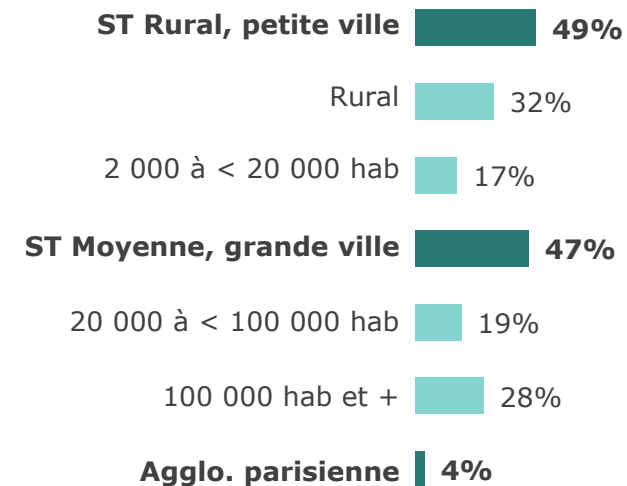 ST Rural, petite ville 49%
Rural 32%
2 000 à < 20 000 hab 17%
ST Moyenne, grande ville 47%
20 000 à < 100 000 hab 19%
100 000 hab et + 28%
Agglo. parisienne 4%